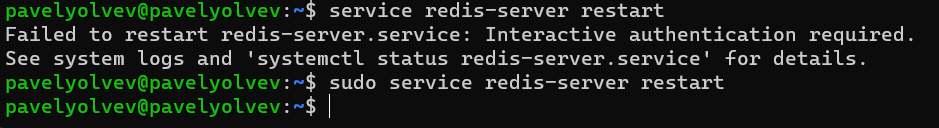 pavelyolvev@pavelyolvev:~$ service redis-server restart
Failed to restart redis-server.service: Interactive authentication required.
See system logs and 'systemctl status redis-server.service' for details.
pavelyolvev@pavelyolvev:~$ sudo service redis-server restart
pavelyolvev@pavelyolvev:~$